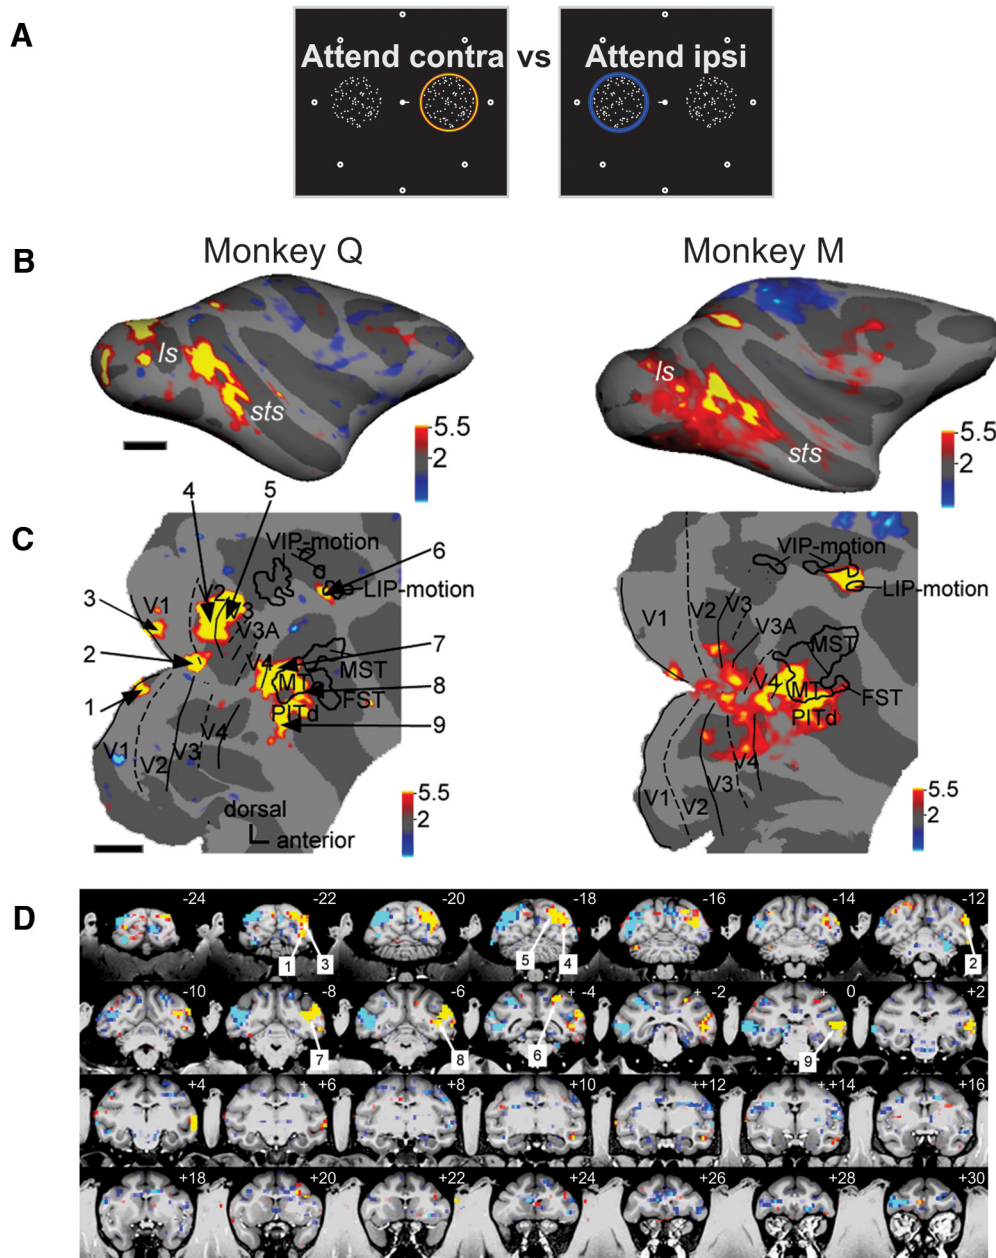 A
Attend contra vs Attend ipsi
B
Monkey Q
Monkey M
ls
sts
5.5
2
ls
sts
5.5
2
C
4
5
VIP-motion
6
LIP-motion
3
V1
V2
V3
V3A
7
2
V4
MST
MT
8
FST
1
PITd
9
V4
V1
V3
V2
dorsal
anterior
5.5
2
VIP-motion
LIP-motion
V1
V2
V3
V3A
MST
V4
MT
FST
PITd
V4
V3
V1
V2
5.5
2
D
-24
-22
-20
-18
-16
-14
-12
1
3
5
4
2
-10
-8
-6
-4
-2
0
+2
7
8
6
9
+4
+6
+8
+10
+12
+14
+16
+18
+20
+22
+24
+26
+28
+30